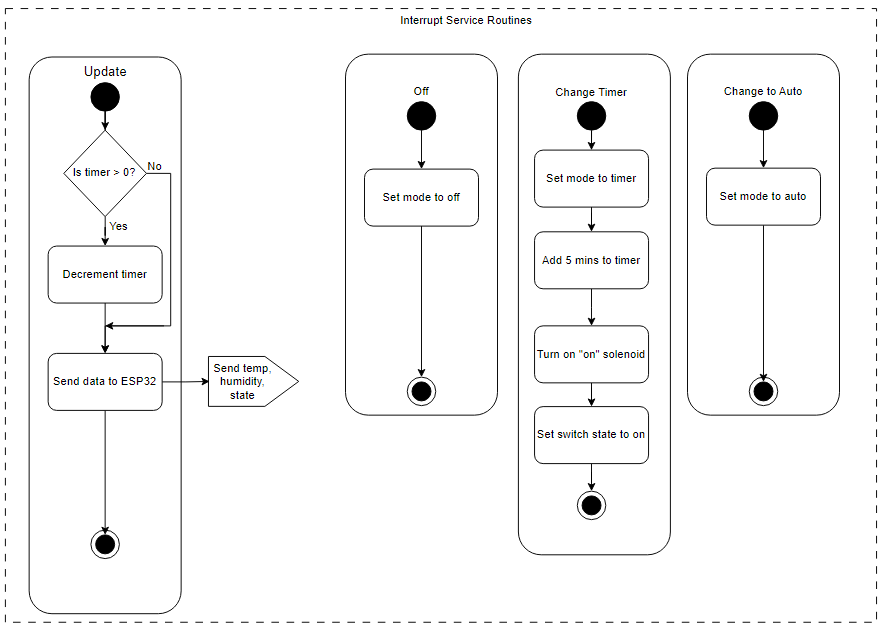 Interrupt Service Routines
Update
Is timer > 0?
No
Yes
Decrement timer
Send data to ESP32
Send temp,
humidity,
state
Off
Set mode to off
Change Timer
Set mode to timer
Add 5 mins to timer
Turn on "on" solenoid
Set switch state to on
Change to Auto
Set mode to auto